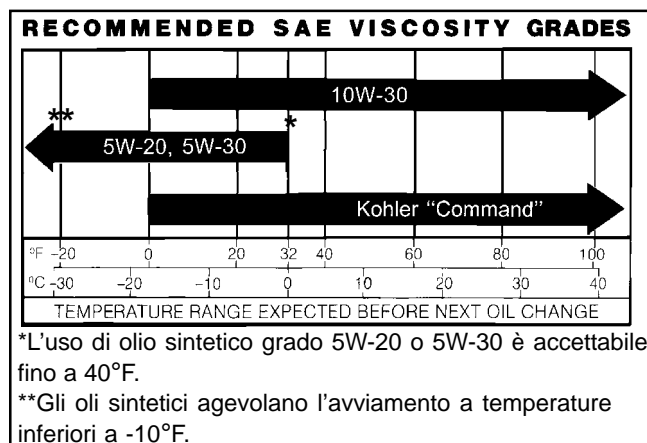 RECOMMENDED SAE VISCOSITY GRADES
10W-30
**
*
5W-20, 5W-30
Kohler "Command"
°F -20 0 20 32 40 60 80 100
°C -30 -20 -10 0 10 20 30 40
TEMPERATURE RANGE EXPECTED BEFORE NEXT OIL CHANGE
*L'uso di olio sintetico grado 5W-20 o 5W-30 è accettabile
fino a 40°F.
**Gli oli sintetici agevolano l'avviamento a temperature
inferiori a -10°F.